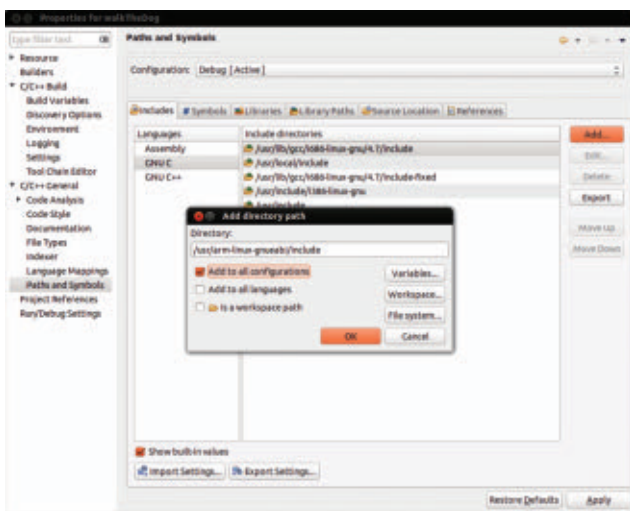 Properties for walkTheDog
type filter text
Resource
Builders
C/C++ Build
Build Variables
Discovery Options
Environment
Logging
Settings
Tool Chain Editor
C/C++ General
Code Analysis
Code Style
Documentation
File Types
Indexer
Language Mappings
Paths and Symbols
Project References
Run/Debug Settings
Paths and Symbols
Configuration: Debug [Active]
Includes # Symbols Libraries Library Paths Source Location References
Languages
Assembly
GNU C
GNU C++
Include directories
/usr/lib/gcc/i686-linux-gnu/4.7/include
/usr/local/include
/usr/lib/gcc/i686-linux-gnu/4.7/include-fixed
/usr/include/i386-linux-gnu
/usr/include
Add...
Edit...
Delete
Export
Move Up
Move Down
Add directory path
Directory:
/usr/arm-linux-gnueabi/include
Add to all configurations
Add to all languages
Is a workspace path
Variables...
Workspace...
File system...
OK
Cancel
Show built-in values
Import Settings...
Export Settings...
Restore Defaults
Apply